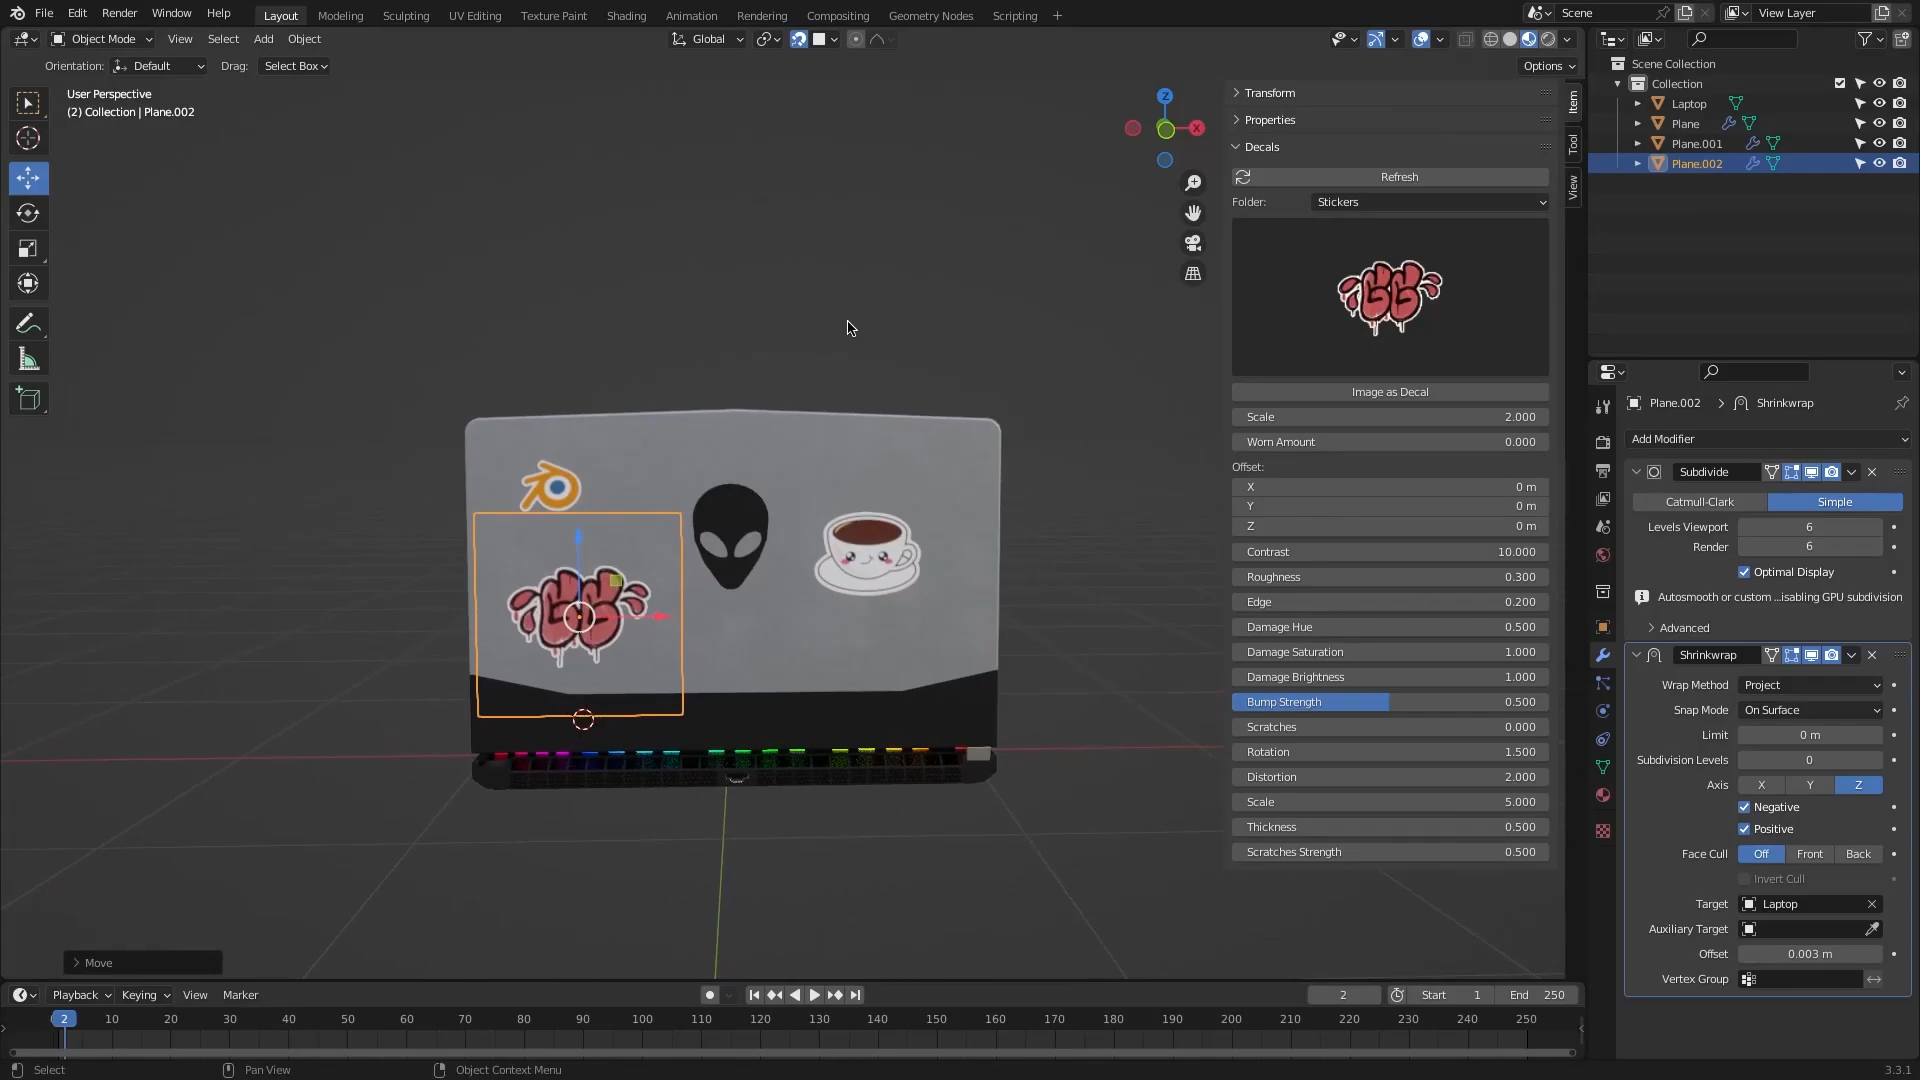 File Edit Render Window Help Layout Modeling Sculpting UV Editing Texture Paint Shading Animation Rendering Compositing Geometry Nodes Scripting + Scene View Layer
Object Mode View Select Add Object Global
Orientation: Default Drag: Select Box Options
User Perspective
(2) Collection | Plane.002
Z
X
Transform
Properties
Decals
Refresh
Folder: Stickers
GG
Image as Decal
Scale 2.000
Worn Amount 0.000
Offset:
X 0 m
Y 0 m
Z 0 m
Contrast 10.000
Roughness 0.300
Edge 0.200
Damage Hue 0.500
Damage Saturation 1.000
Damage Brightness 1.000
Bump Strength 0.500
Scratches 0.000
Rotation 1.500
Distortion 2.000
Scale 5.000
Thickness 0.500
Scratches Strength 0.500
Item
Tool
View
GG
Move
Scene Collection
Collection
Laptop
Plane
Plane.001
Plane.002
Plane.002 Shrinkwrap
Add Modifier
Subdivide
Catmull-Clark Simple
Levels Viewport 6
Render 6
Optimal Display
Autosmooth or custom ...isabling GPU subdivision
Advanced
Shrinkwrap
Wrap Method Project
Snap Mode On Surface
Limit 0 m
Subdivision Levels 0
Axis X Y Z
Negative
Positive
Face Cull Off Front Back
Invert Cull
Target Laptop
Auxiliary Target
Offset 0.003 m
Vertex Group
Playback Keying View Marker 2 Start 1 End 250
2 10 20 30 40 50 60 70 80 90 100 110 120 130 140 150 160 170 180 190 200 210 220 230 240 250
Select Pan View Object Context Menu 3.3.1